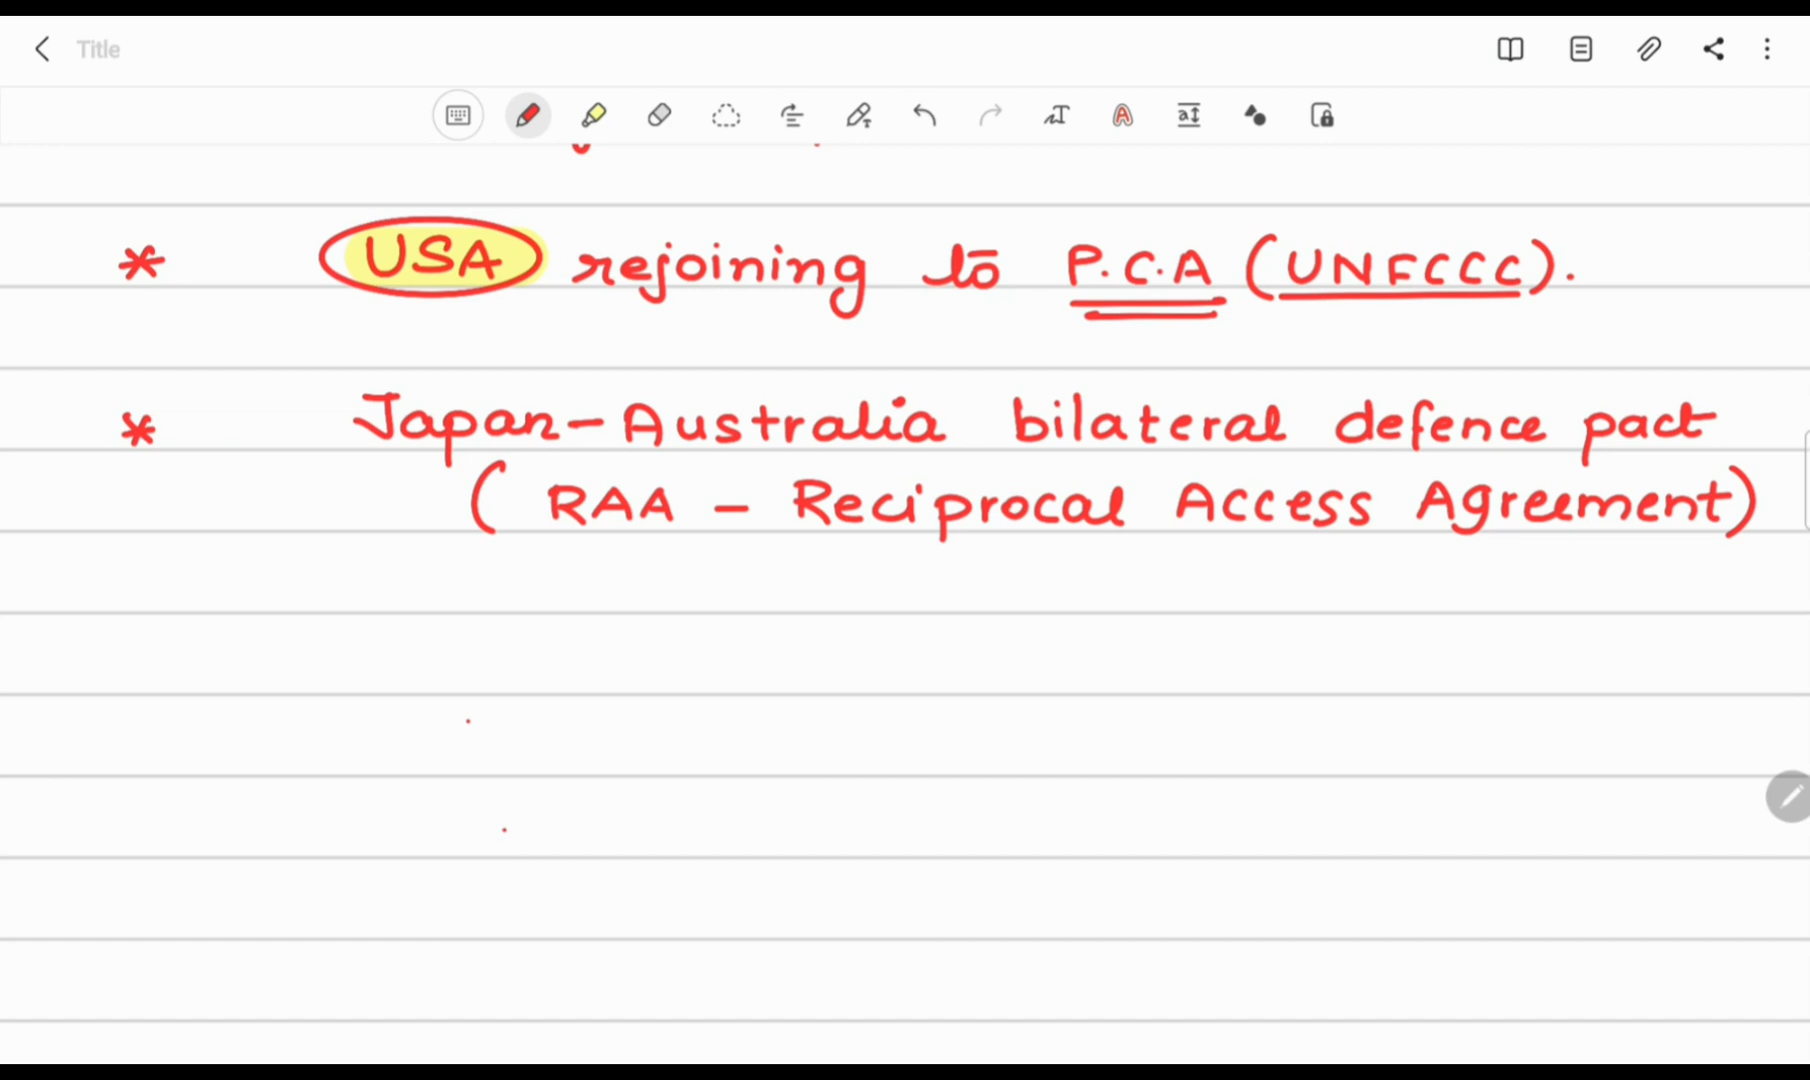 Title
* USA rejoining to P.C.A (UNFCCC).
* Japan-Australia bilateral defence pact
( RAA - Reciprocal Access Agreement)